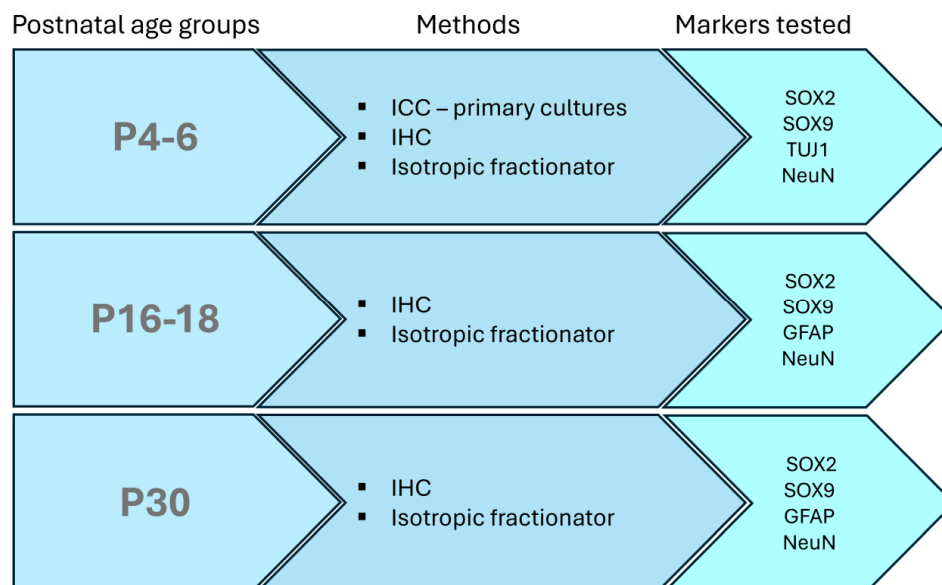 Postnatal age groups
Methods
Markers tested
P4-6
▪ ICC – primary cultures
▪ IHC
▪ Isotropic fractionator
SOX2
SOX9
TUJ1
NeuN
P16-18
▪ IHC
▪ Isotropic fractionator
SOX2
SOX9
GFAP
NeuN
P30
▪ IHC
▪ Isotropic fractionator
SOX2
SOX9
GFAP
NeuN